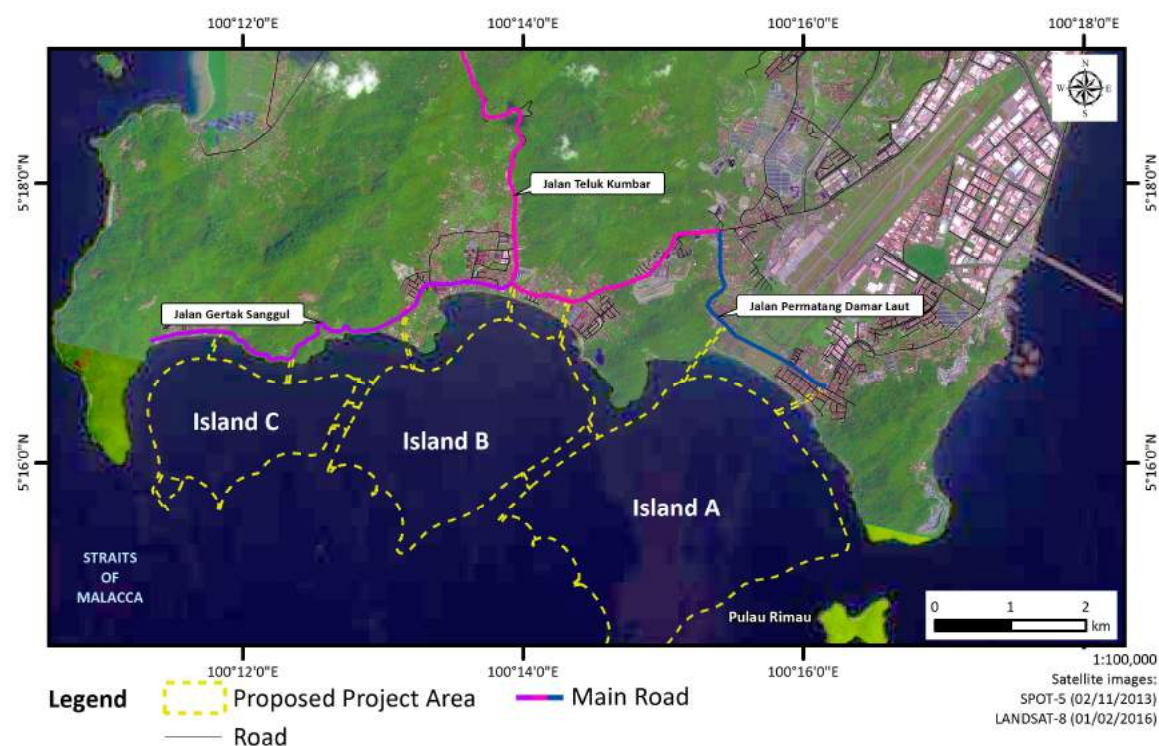 100°12'0"E 100°14'0"E 100°16'0"E 100°18'0"E
N
W E
S
5°18'0"N 5°18'0"N
Jalan Teluk Kumbar
Jalan Gertak Sanggul
Jalan Permatang Damar Laut
Island C
Island B
5°16'0"N 5°16'0"N
Island A
STRAITS
OF
MALACCA
Pulau Rimau
0 1 2
km
100°12'0"E 100°14'0"E 100°16'0"E
1:100,000
Satellite images:
SPOT-5 (02/11/2013)
LANDSAT-8 (01/02/2016)
Legend Proposed Project Area Main Road
Road